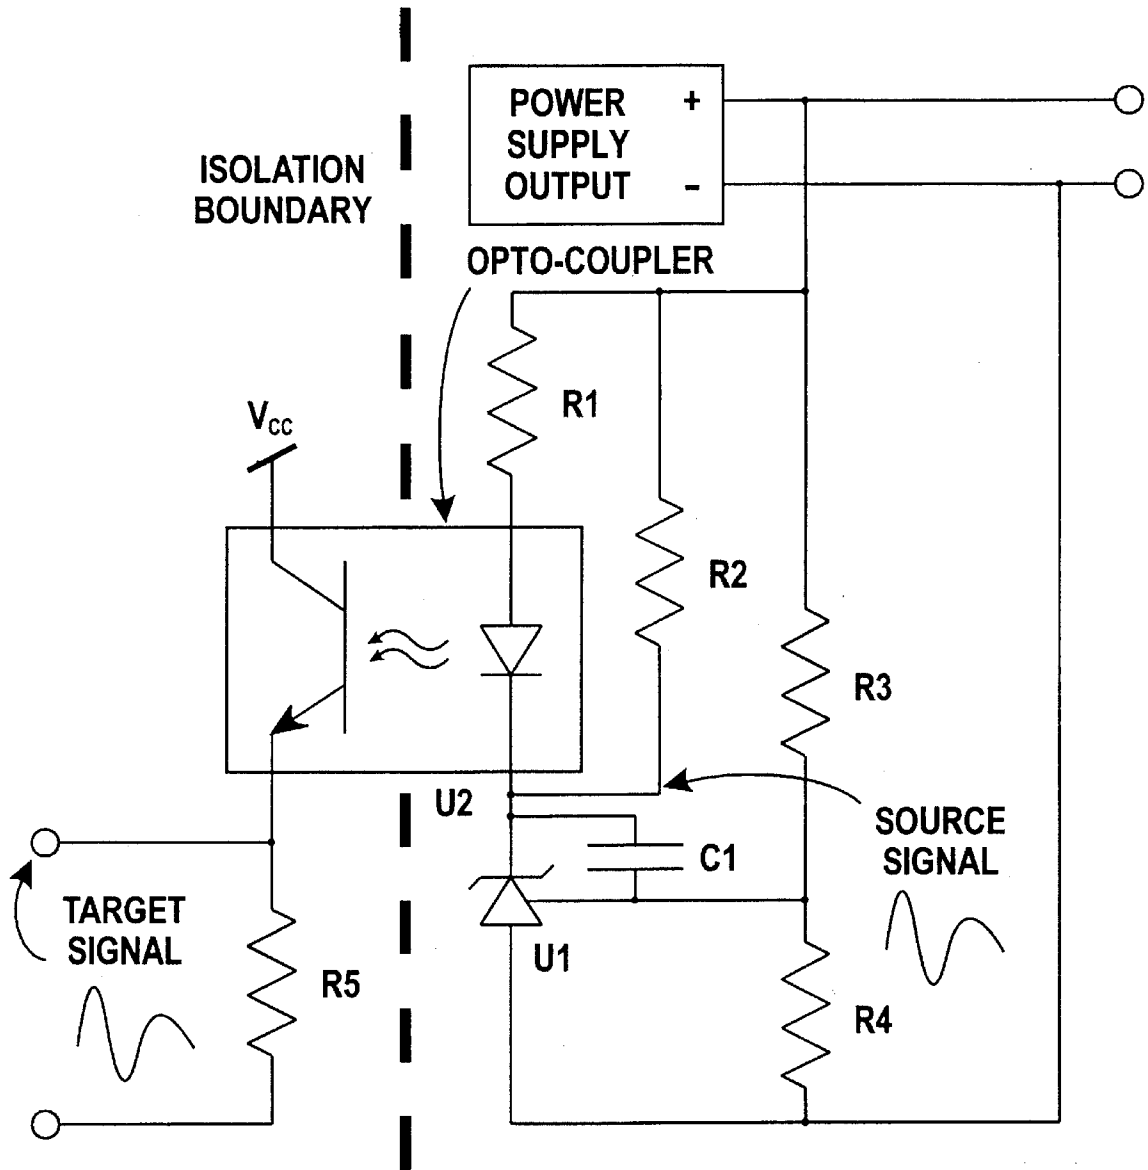 POWER +
SUPPLY
OUTPUT -
ISOLATION
BOUNDARY
OPTO-COUPLER
R1
VCC
R2
R3
U2
SOURCE
SIGNAL
C1
TARGET
SIGNAL
U1
R5
R4